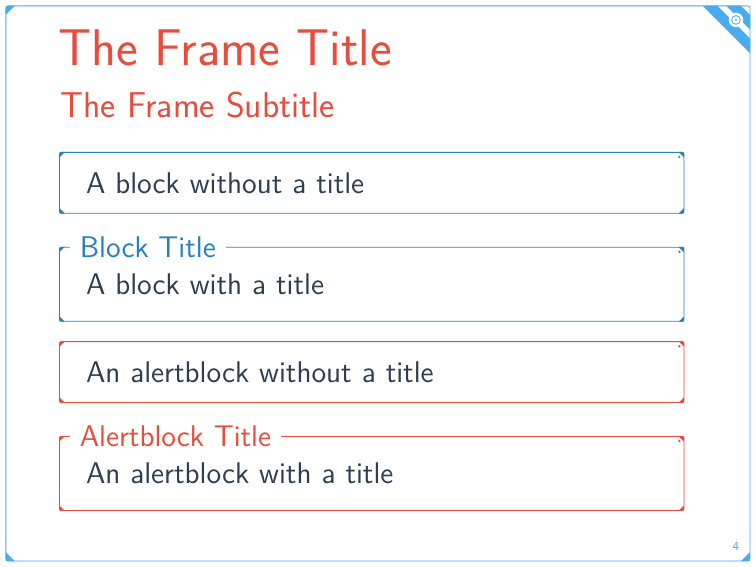 The Frame Title
The Frame Subtitle
A block without a title
Block Title
A block with a title
An alertblock without a title
Alertblock Title
An alertblock with a title
4